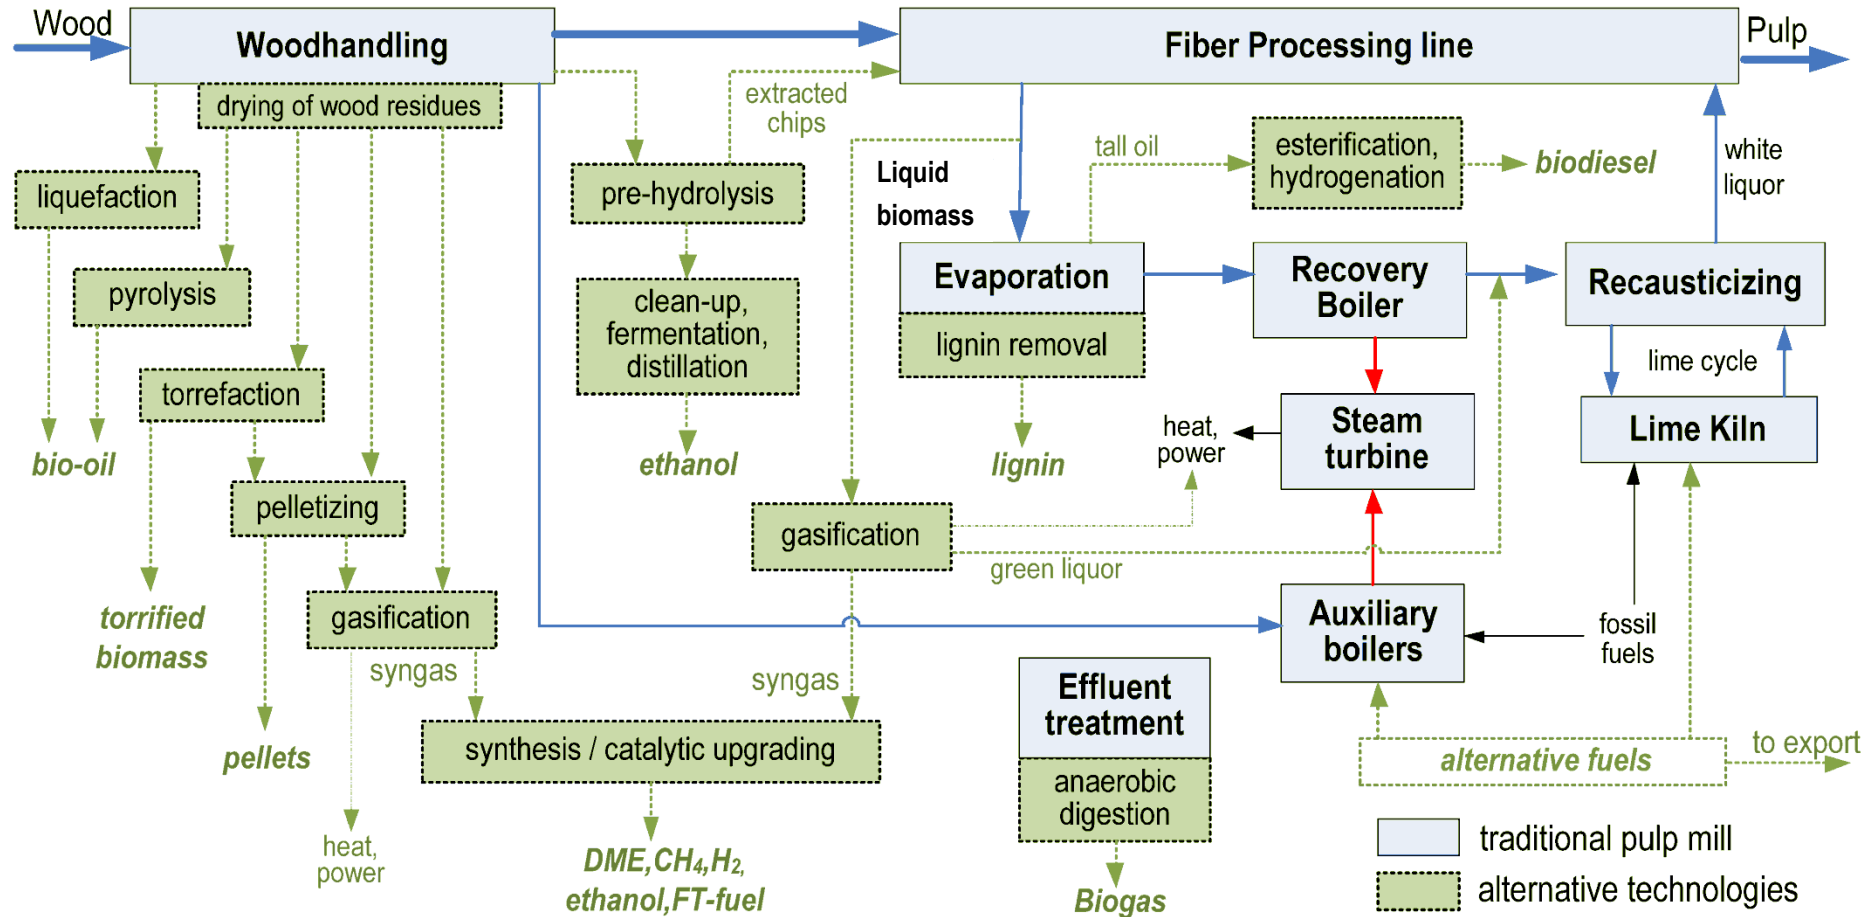 Wood
Woodhandling
Fiber Processing line
Pulp
drying of wood residues
extracted
chips
liquefaction
pre-hydrolysis
Liquid
biomass
tall oil
esterification,
hydrogenation
biodiesel
white
liquor
pyrolysis
clean-up,
fermentation,
distillation
Evaporation
lignin removal
Recovery
Boiler
Recausticizing
lime cycle
torrefaction
bio-oil
ethanol
lignin
heat,
power
Steam
turbine
Lime Kiln
pelletizing
gasification
green liquor
torrified
biomass
gasification
syngas
syngas
Auxiliary
boilers
fossil
fuels
pellets
synthesis / catalytic upgrading
Effluent
treatment
anaerobic
digestion
alternative fuels
to export
heat,
power
DME,CH₄,H₂,
ethanol,FT-fuel
Biogas
traditional pulp mill
alternative technologies